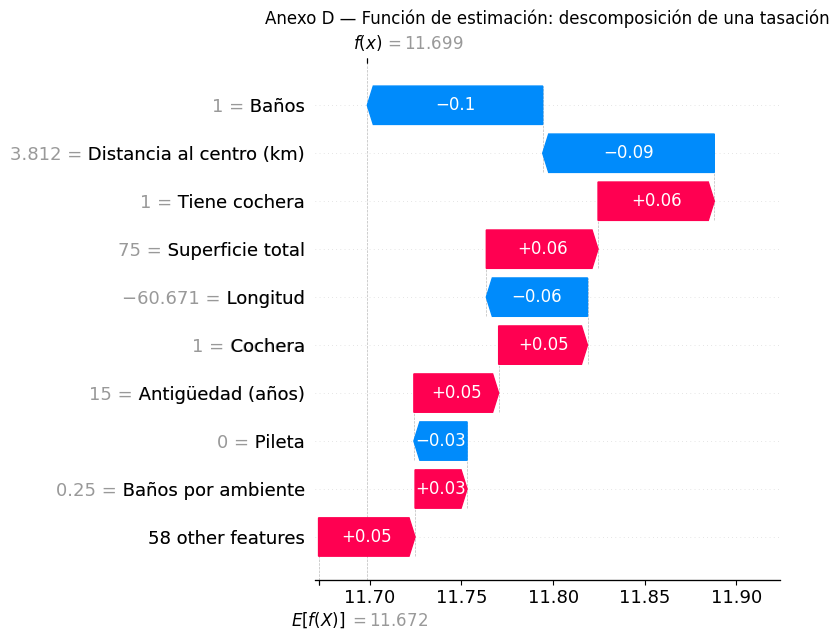 Anexo D — Función de estimación: descomposición de una tasación
f(x) = 11.699
1 = Baños
−0.1
3.812 = Distancia al centro (km)
−0.09
1 = Tiene cochera
+0.06
75 = Superficie total
+0.06
−60.671 = Longitud
−0.06
1 = Cochera
+0.05
15 = Antigüedad (años)
+0.05
0 = Pileta
−0.03
0.25 = Baños por ambiente
+0.03
58 other features
+0.05
11.70 11.75 11.80 11.85 11.90
E[f(X)] = 11.672